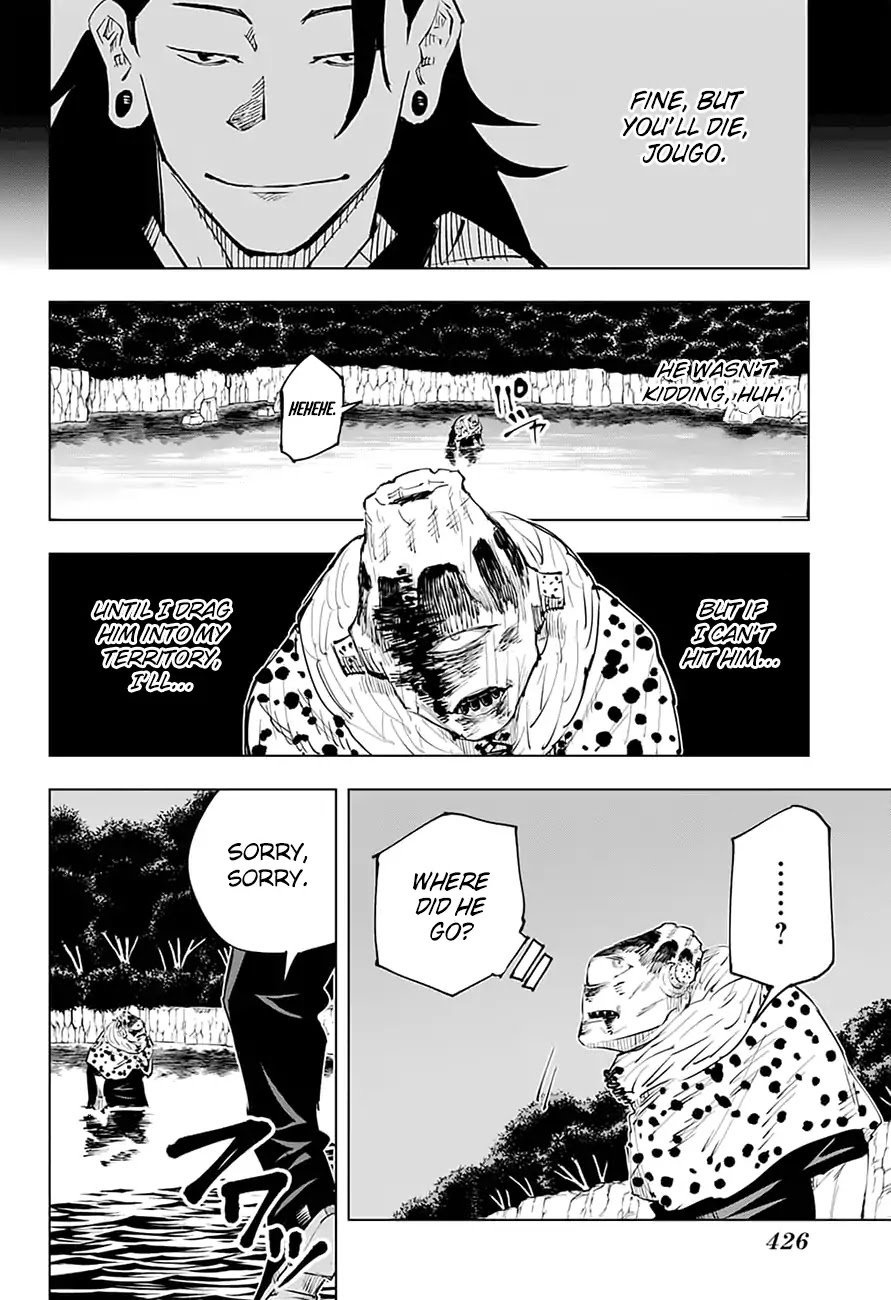 FINE, BUT
YOU'LL DIE,
JOUGO.
HE WASN'T
KIDDING, HUH.
HEHEHE.
BUT IF
I CAN'T
HIT HIM...
UNTIL I DRAG
HIM INTO MY
TERRITORY,
I'LL...
......?
WHERE
DID HE
GO?
SORRY,
SORRY.
426